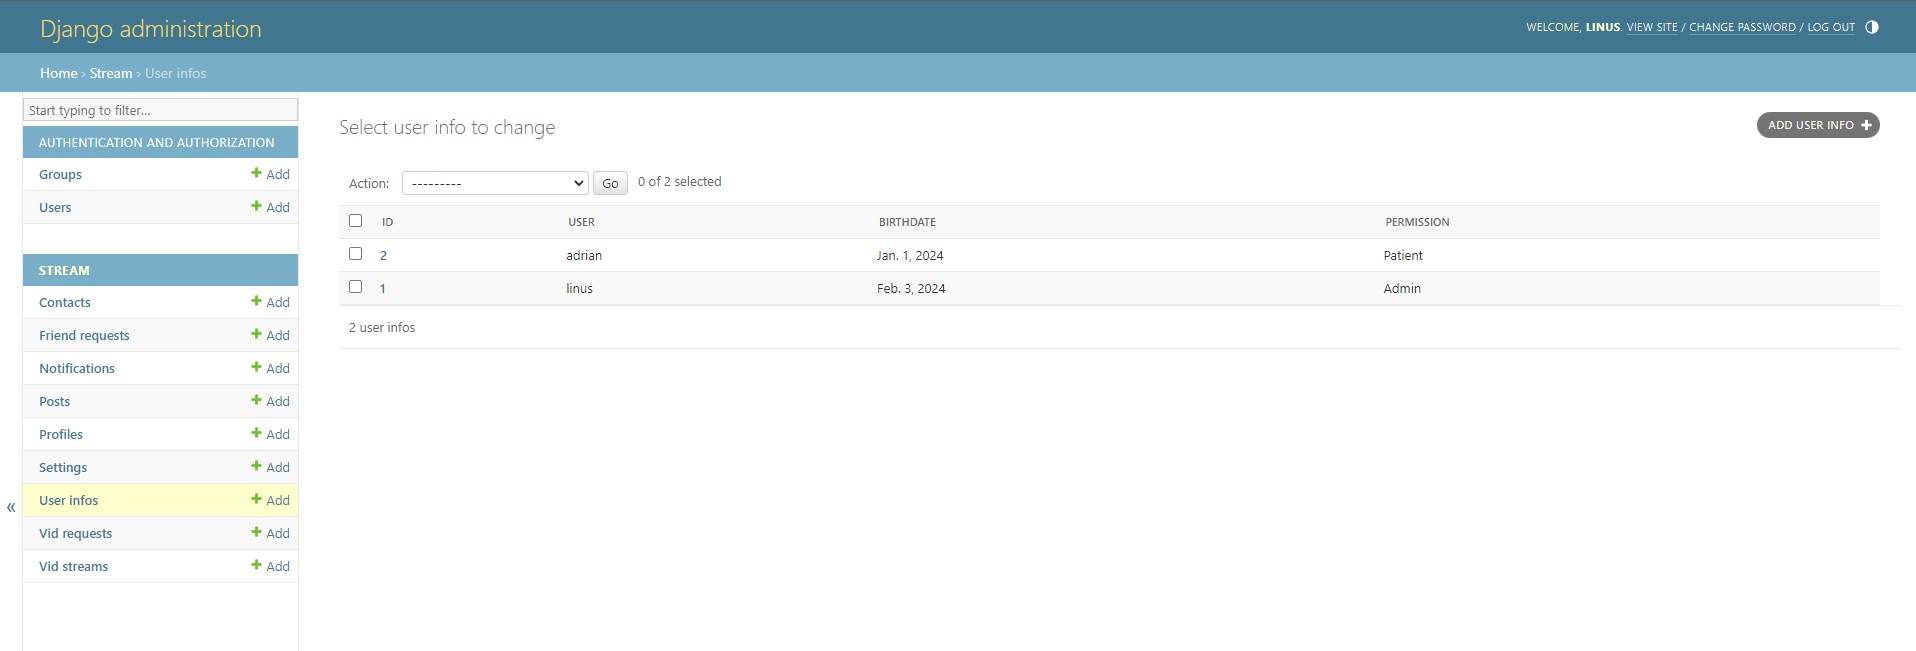 Django administration
WELCOME, LINUS. VIEW SITE / CHANGE PASSWORD / LOG OUT
Home › Stream › User infos
Start typing to filter...
AUTHENTICATION AND AUTHORIZATION
Groups Add
Users Add
STREAM
Contacts Add
Friend requests Add
Notifications Add
Posts Add
Profiles Add
Settings Add
User infos Add
Vid requests Add
Vid streams Add
«
Select user info to change
ADD USER INFO
Action: --------- Go 0 of 2 selected
ID USER BIRTHDATE PERMISSION
2 adrian Jan. 1, 2024 Patient
1 linus Feb. 3, 2024 Admin
2 user infos